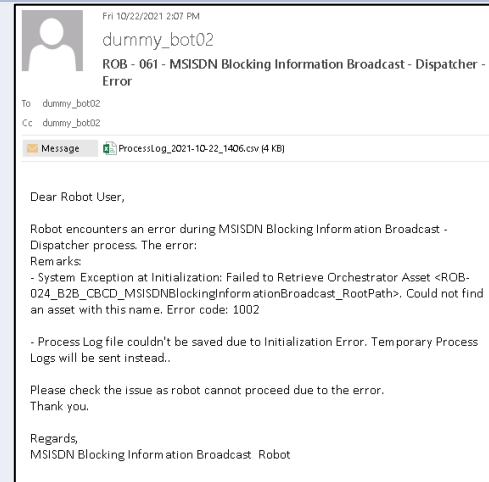 Fri 10/22/2021 2:07 PM
dummy_bot02
ROB - 061 - MSISDN Blocking Information Broadcast - Dispatcher -
Error
To dummy_bot02
Cc dummy_bot02
Message ProcessLog_2021-10-22_1406.csv (4 KB)
Dear Robot User,
Robot encounters an error during MSISDN Blocking Information Broadcast -
Dispatcher process. The error:
Remarks:
- System Exception at Initialization: Failed to Retrieve Orchestrator Asset <ROB-
024_B2B_CBCD_MSISDNBlockingInformationBroadcast_RootPath>. Could not find
an asset with this name. Error code: 1002
- Process Log file couldn't be saved due to Initialization Error. Temporary Process
Logs will be sent instead..
Please check the issue as robot cannot proceed due to the error.
Thank you.
Regards,
MSISDN Blocking Information Broadcast Robot